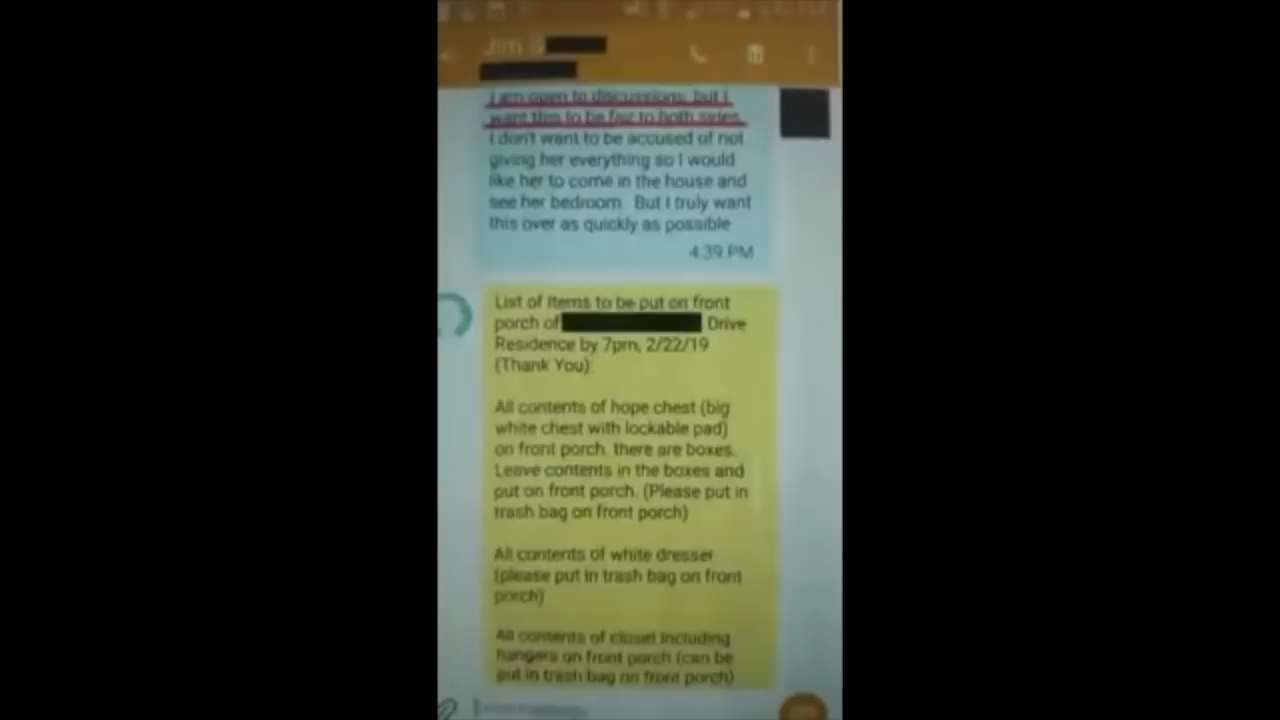 Jim S
I am open to discussions, but I
want this to be fair to both sides.
I don't want to be accused of not
giving her everything so I would
like her to come in the house and
see her bedroom. But I truly want
this over as quickly as possible
4:39 PM
List of Items to be put on front
porch of Drive
Residence by 7pm, 2/22/19
(Thank You):
All contents of hope chest (big
white chest with lockable pad)
on front porch. there are boxes.
Leave contents in the boxes and
put on front porch. (Please put in
trash bag on front porch)
All contents of white dresser
(please put in trash bag on front
porch)
All contents of closet including
hangers on front porch (can be
put in trash bag on front porch)